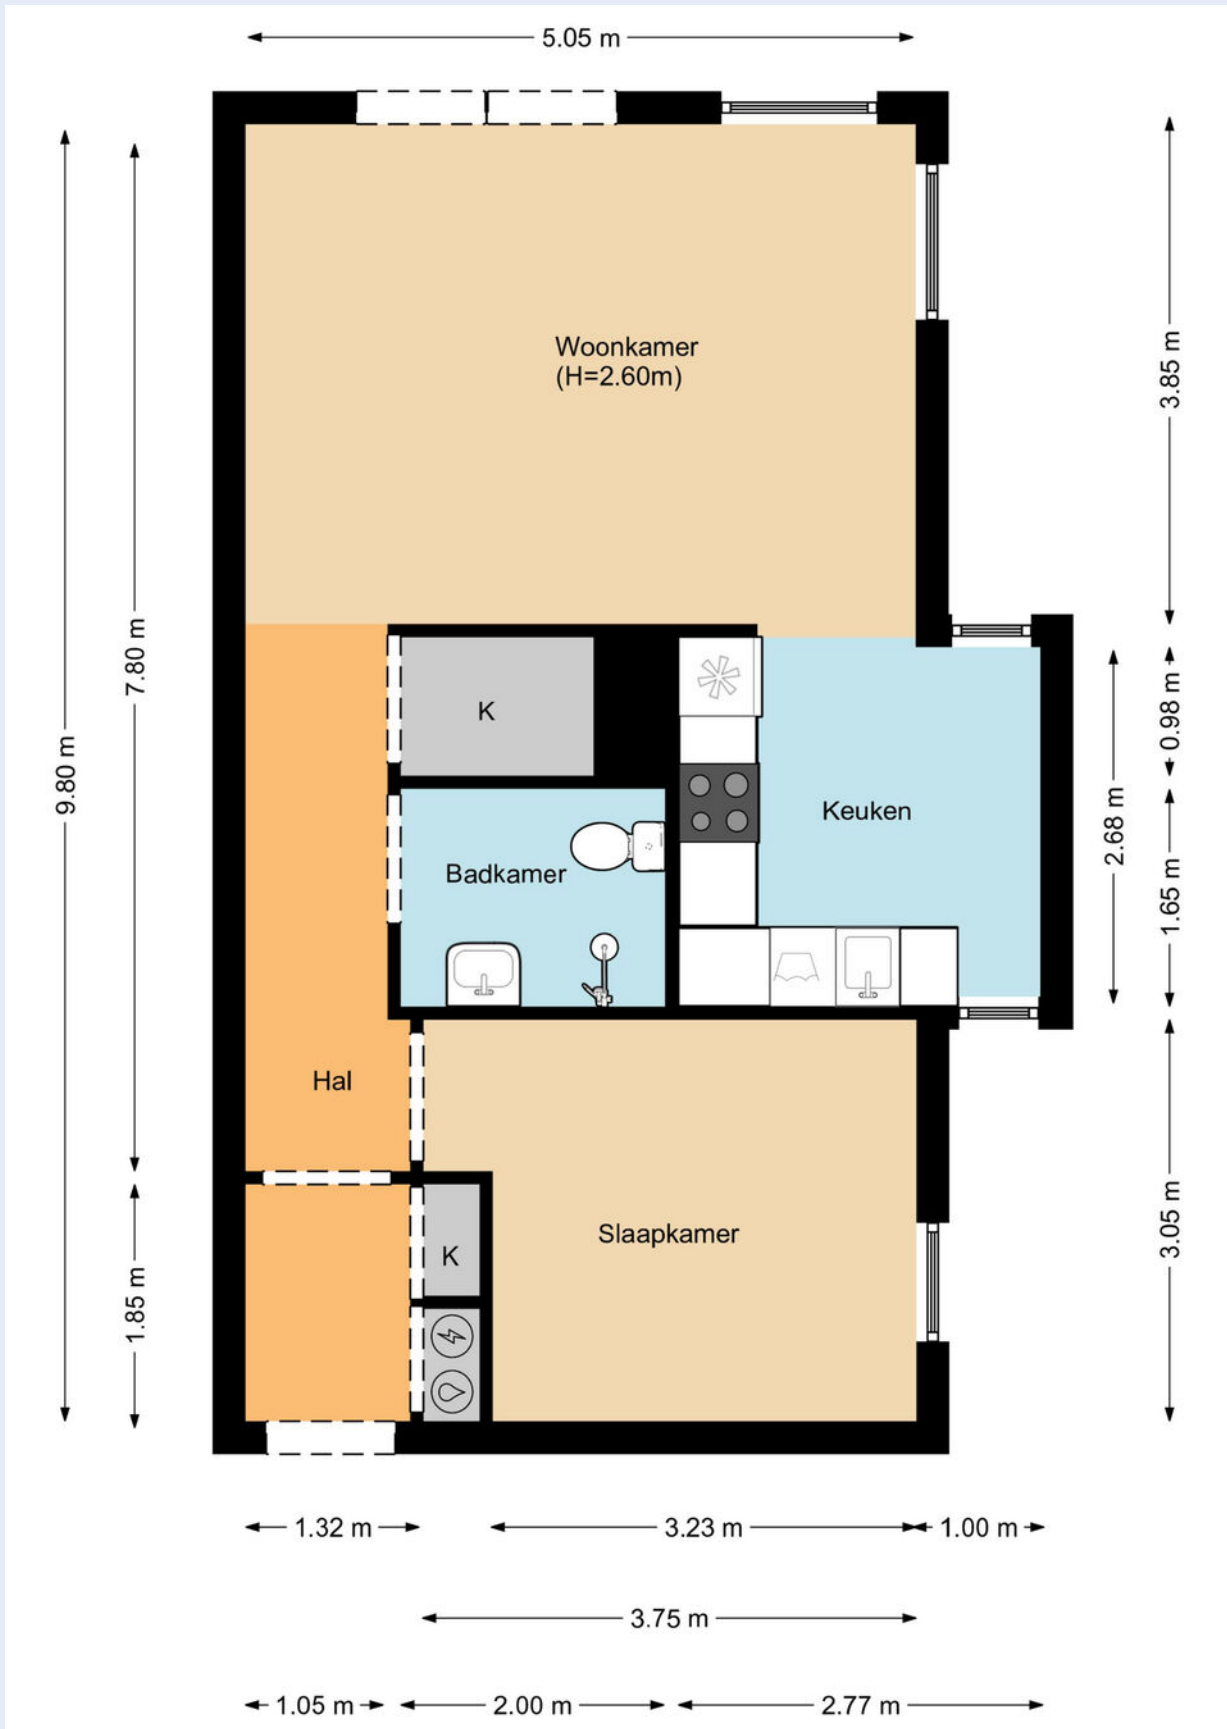 5.05 m
Woonkamer
(H=2.60m)
3.85 m
7.80 m
9.80 m
K
0.98 m
Keuken
2.68 m
Badkamer
1.65 m
Hal
Slaapkamer
3.05 m
K
1.85 m
1.32 m
3.23 m
1.00 m
3.75 m
1.05 m
2.00 m
2.77 m